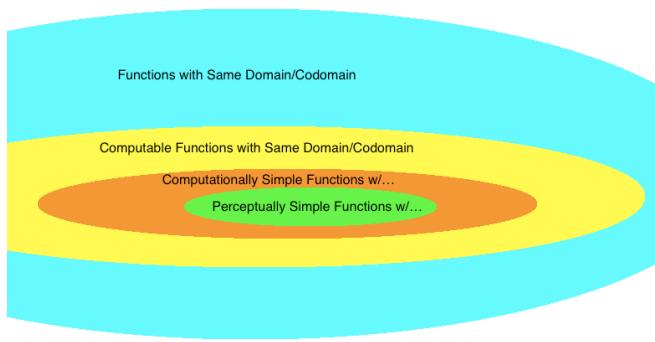 Functions with Same Domain/Codomain
Computable Functions with Same Domain/Codomain
Computationally Simple Functions w/…
Perceptually Simple Functions w/…